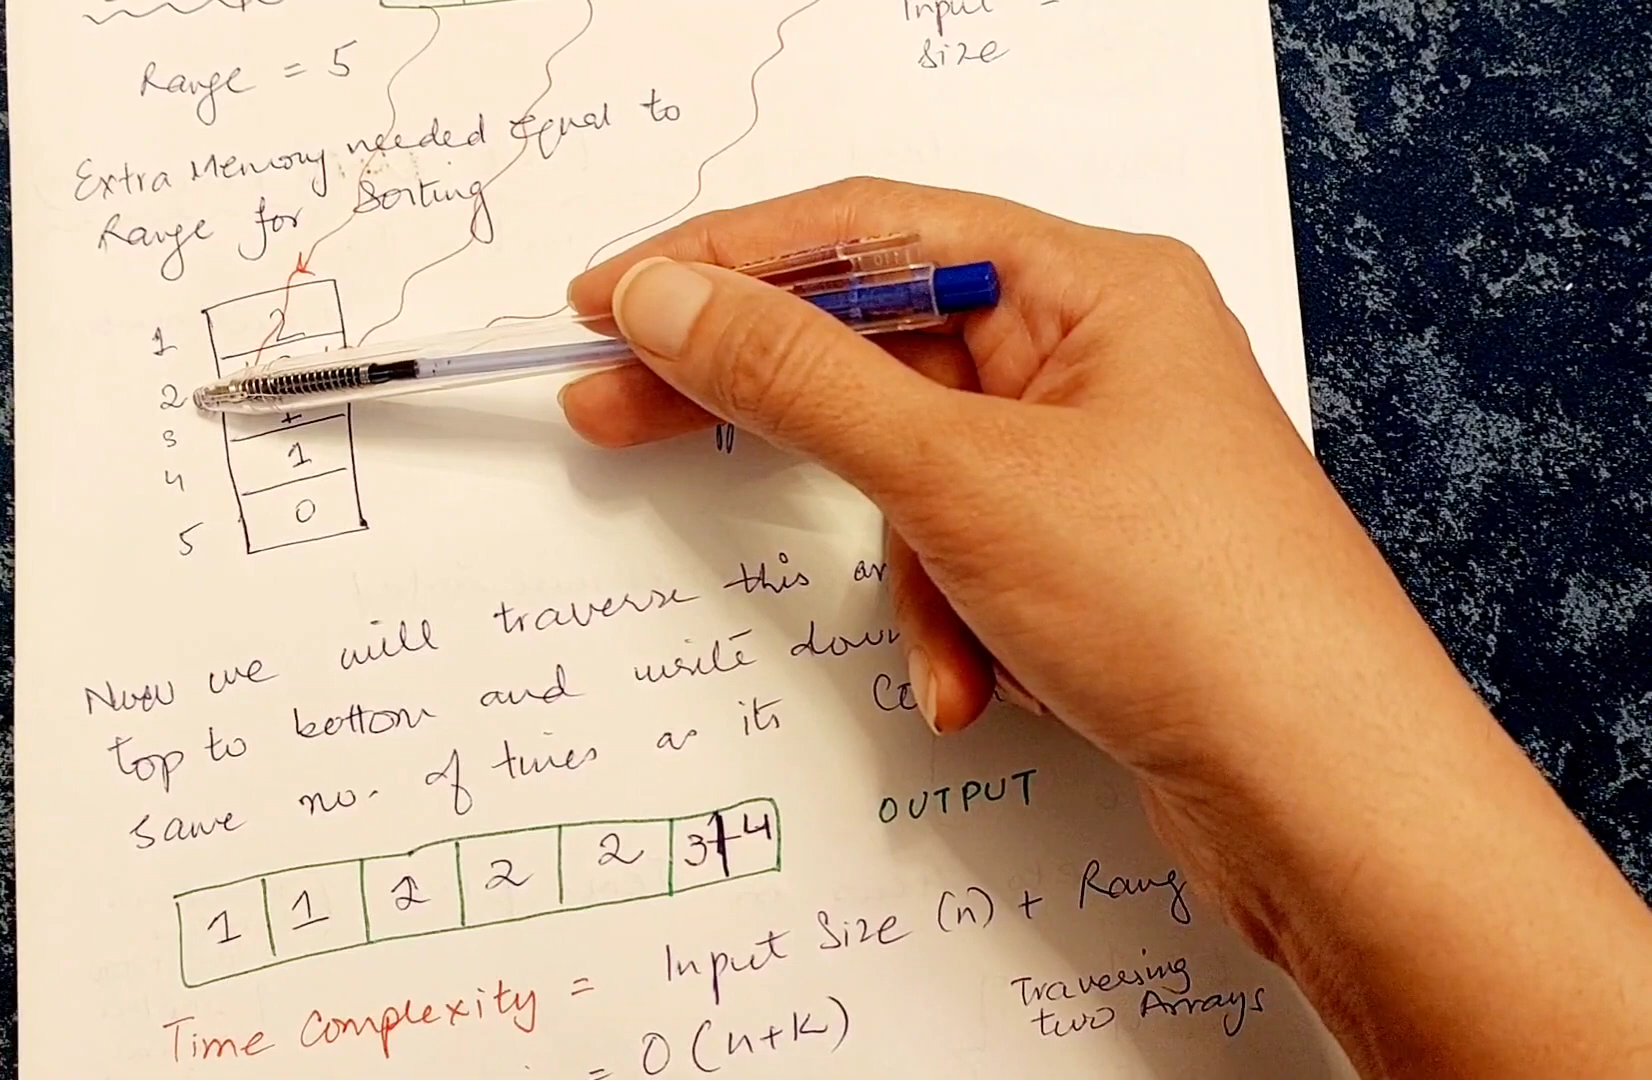 Input
Size
Range = 5
Extra Memory needed equal to
Range for Sorting
1 2
2
3
4 1
5 0
Now we will traverse this
top to bottom and write down
same no. of times as its
OUTPUT
1 1 2 2 2 3 4
Time Complexity = Input Size (n) + Rang
Traversing
two Arrays
= O(n+k)